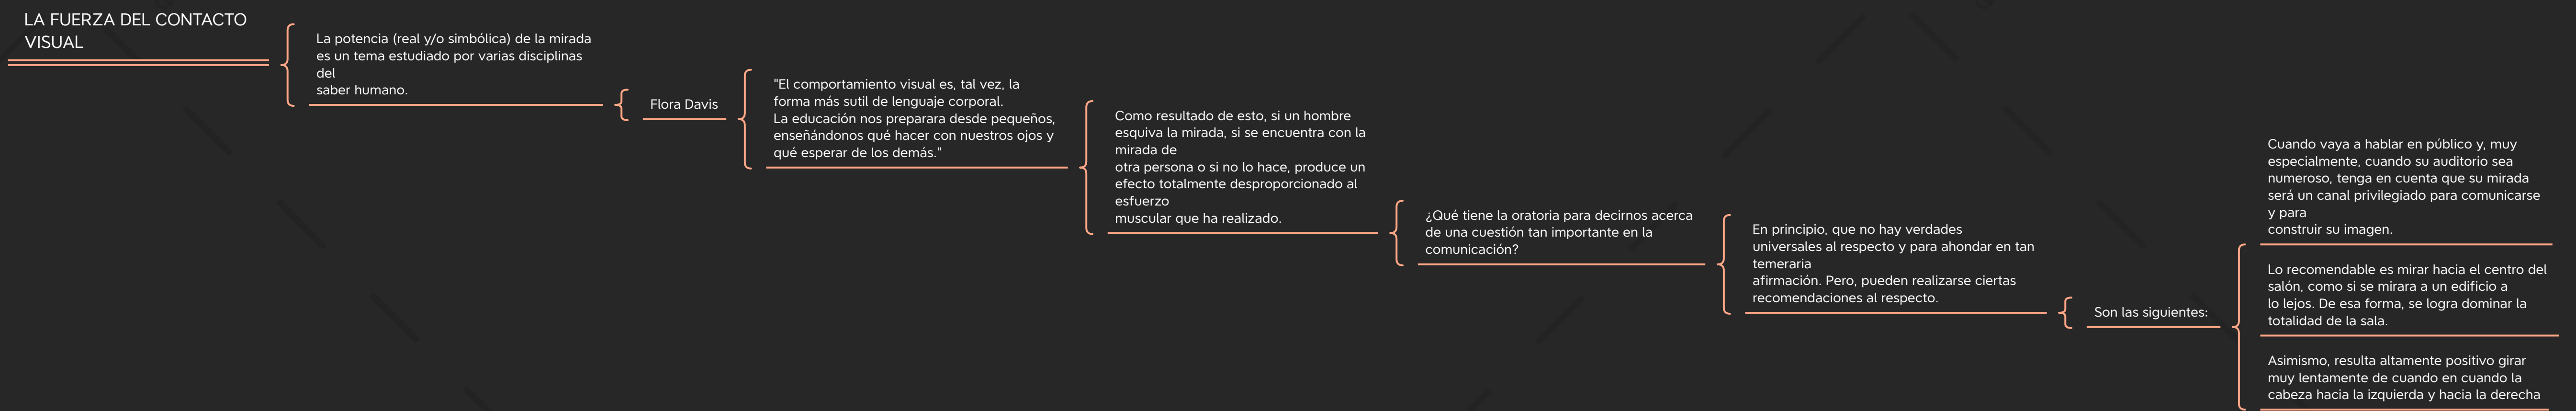 LA FUERZA DEL CONTACTO
VISUAL
La potencia (real y/o simbólica) de la mirada
es un tema estudiado por varias disciplinas
del
saber humano.
Flora Davis
"El comportamiento visual es, tal vez, la
forma más sutil de lenguaje corporal.
La educación nos preparara desde pequeños,
enseñándonos qué hacer con nuestros ojos y
qué esperar de los demás."
Como resultado de esto, si un hombre
esquiva la mirada, si se encuentra con la
mirada de
otra persona o si no lo hace, produce un
efecto totalmente desproporcionado al
esfuerzo
muscular que ha realizado.
¿Qué tiene la oratoria para decirnos acerca
de una cuestión tan importante en la
comunicación?
En principio, que no hay verdades
universales al respecto y para ahondar en tan
temeraria
afirmación. Pero, pueden realizarse ciertas
recomendaciones al respecto.
Son las siguientes:
Cuando vaya a hablar en público y, muy
especialmente, cuando su auditorio sea
numeroso, tenga en cuenta que su mirada
será un canal privilegiado para comunicarse
y para
construir su imagen.
Lo recomendable es mirar hacia el centro del
salón, como si se mirara a un edificio a
lo lejos. De esa forma, se logra dominar la
totalidad de la sala.
Asimismo, resulta altamente positivo girar
muy lentamente de cuando en cuando la
cabeza hacia la izquierda y hacia la derecha